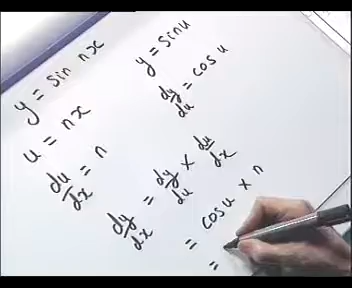 y = sin nx
u = nx
du/dx = n
y = sin u
dy/du = cos u
dy/dx = dy/du × du/dx
= cos u × n
=